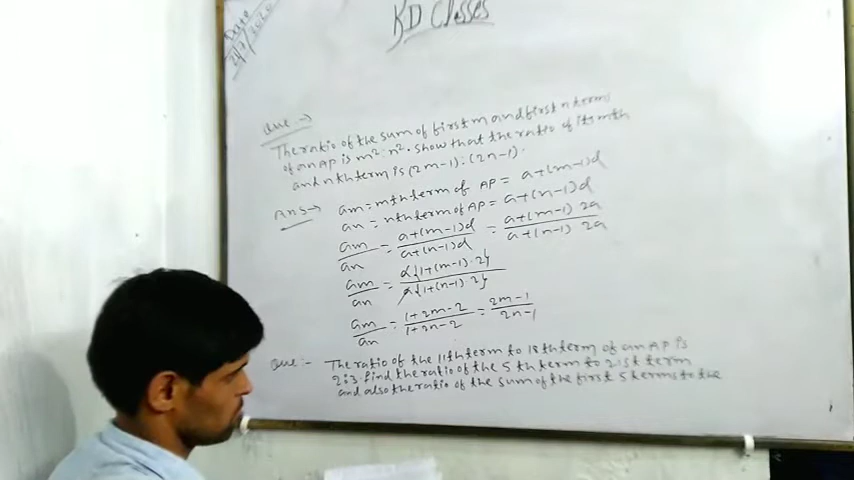 Date
21/7/2020
KD Classes
Que :→
The ratio of the sum of first m and first n terms
of an AP is m²: n². show that the ratio of its mth
and nth term is (2m-1):(2n-1).
Ans→ am = mth term of AP = a+(m-1)d
an = nth term of AP = a+(n-1)d
am/an = a+(m-1)d/a+(n-1)d = a+(m-1) 2a/a+(n-1) 2a
am/an = a{1+(m-1).2}/a{1+(n-1).2}
am/an = 1+2m-2/1+2n-2 = 2m-1/2n-1
Que :- The ratio of the 11th term to 18th term of an AP is
2:3 find the ratio of the 5th term to 21st term
and also the ratio of the sum of the first 5 terms to the